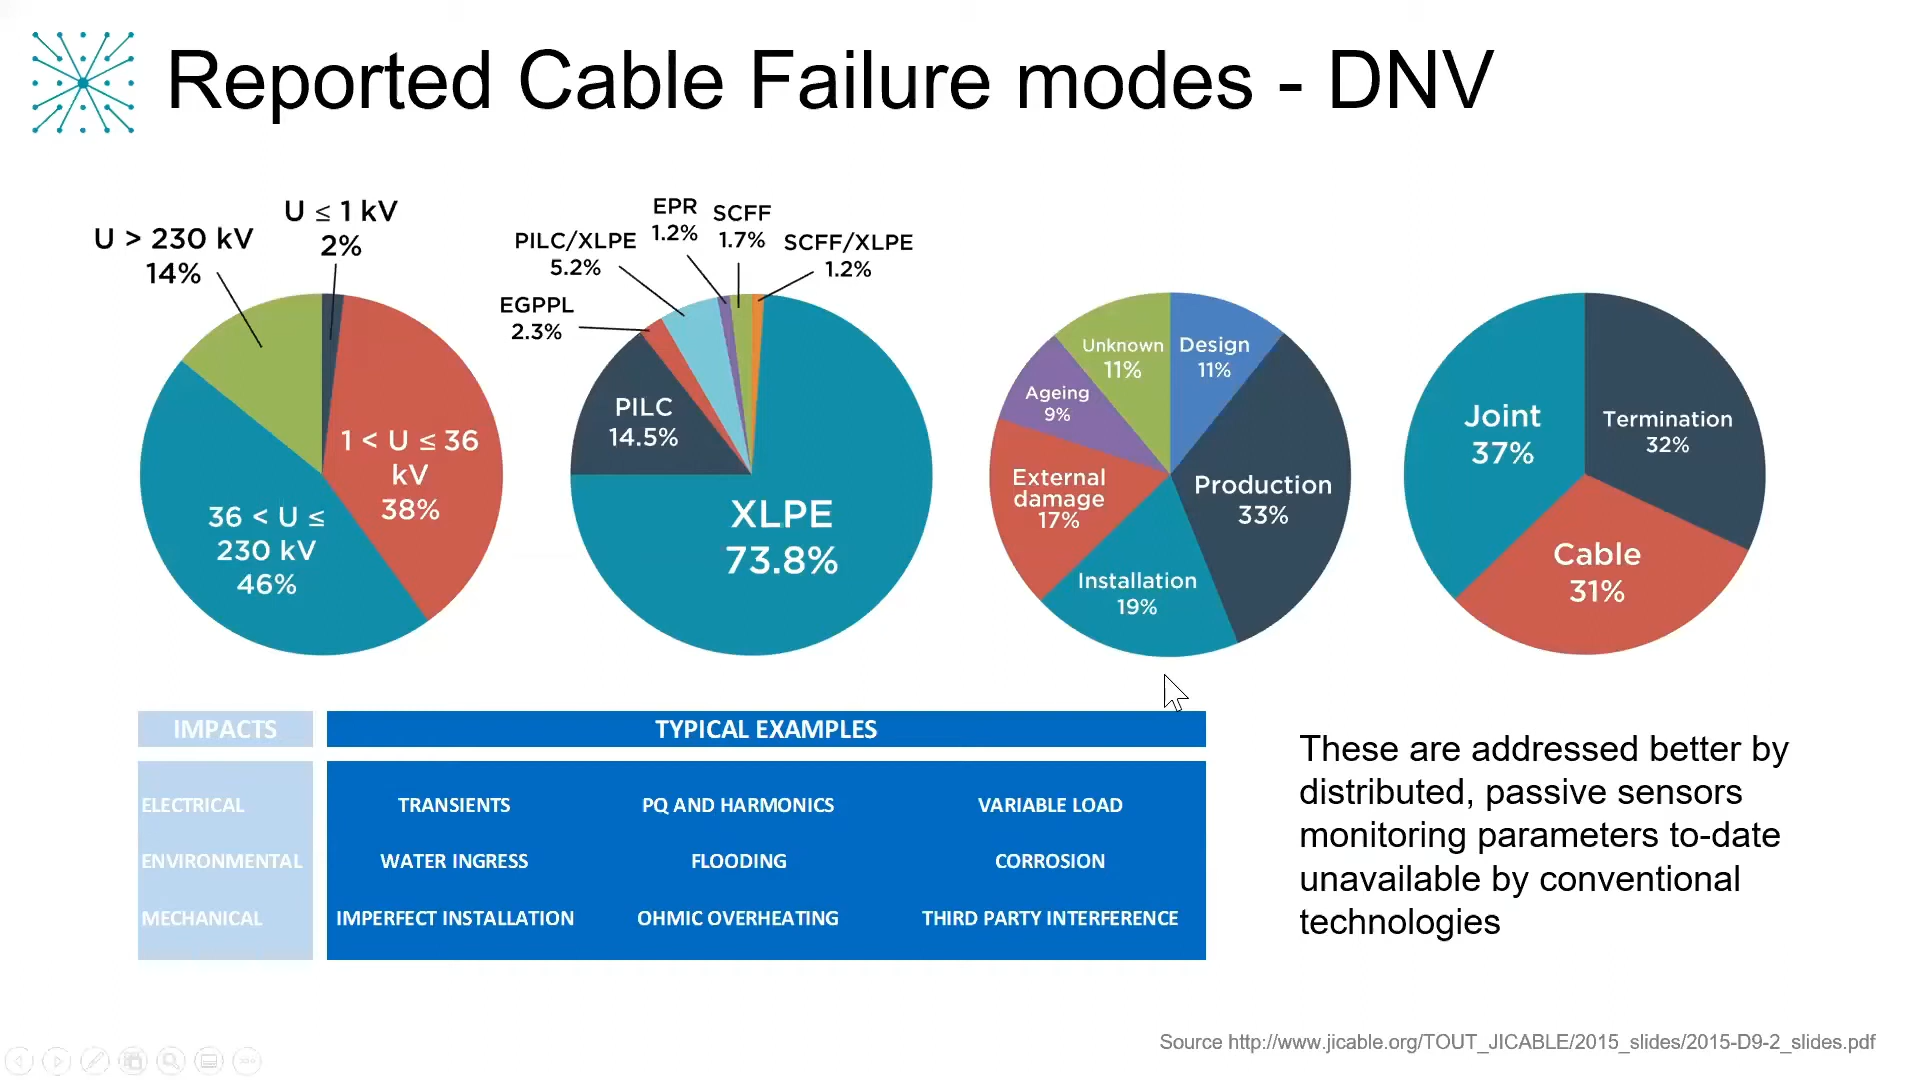 Reported Cable Failure modes - DNV
U > 230 kV
14%
U ≤ 1 kV
2%
1 < U ≤ 36
kV
38%
36 < U ≤
230 kV
46%
EGPPL
2.3%
PILC/XLPE
5.2%
EPR
1.2%
SCFF
1.7%
SCFF/XLPE
1.2%
PILC
14.5%
XLPE
73.8%
Unknown
11%
Design
11%
Ageing
9%
External
damage
17%
Production
33%
Installation
19%
Joint
37%
Termination
32%
Cable
31%
IMPACTS
TYPICAL EXAMPLES
ELECTRICAL
TRANSIENTS
PQ AND HARMONICS
VARIABLE LOAD
ENVIRONMENTAL
WATER INGRESS
FLOODING
CORROSION
MECHANICAL
IMPERFECT INSTALLATION
OHMIC OVERHEATING
THIRD PARTY INTERFERENCE
These are addressed better by
distributed, passive sensors
monitoring parameters to-date
unavailable by conventional
technologies
Source http://www.jicable.org/TOUT_JICABLE/2015_slides/2015-D9-2_slides.pdf